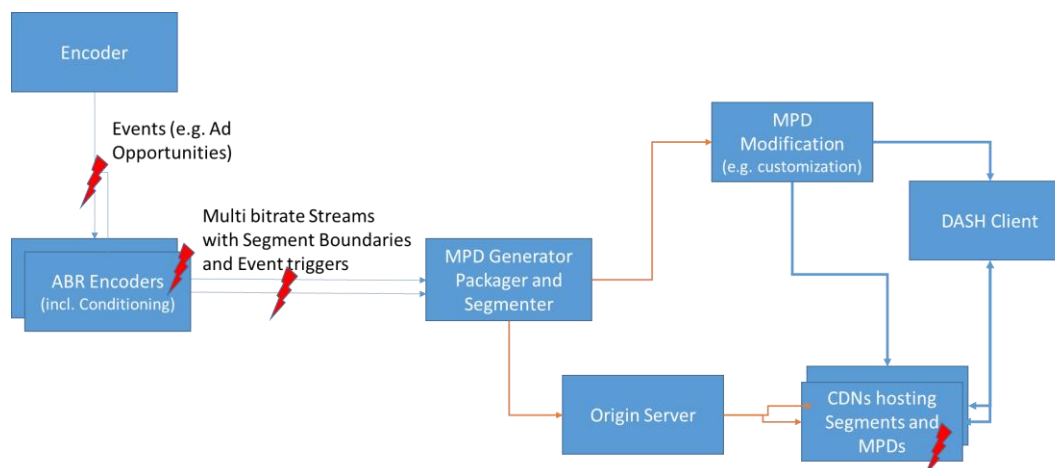 Encoder
Events (e.g. Ad
Opportunities)
Multi bitrate Streams
with Segment Boundaries
and Event triggers
ABR Encoders
(incl. Conditioning)
MPD Generator
Packager and
Segmenter
MPD
Modification
(e.g. customization)
DASH Client
Origin Server
CDNs hosting
Segments and
MPDs